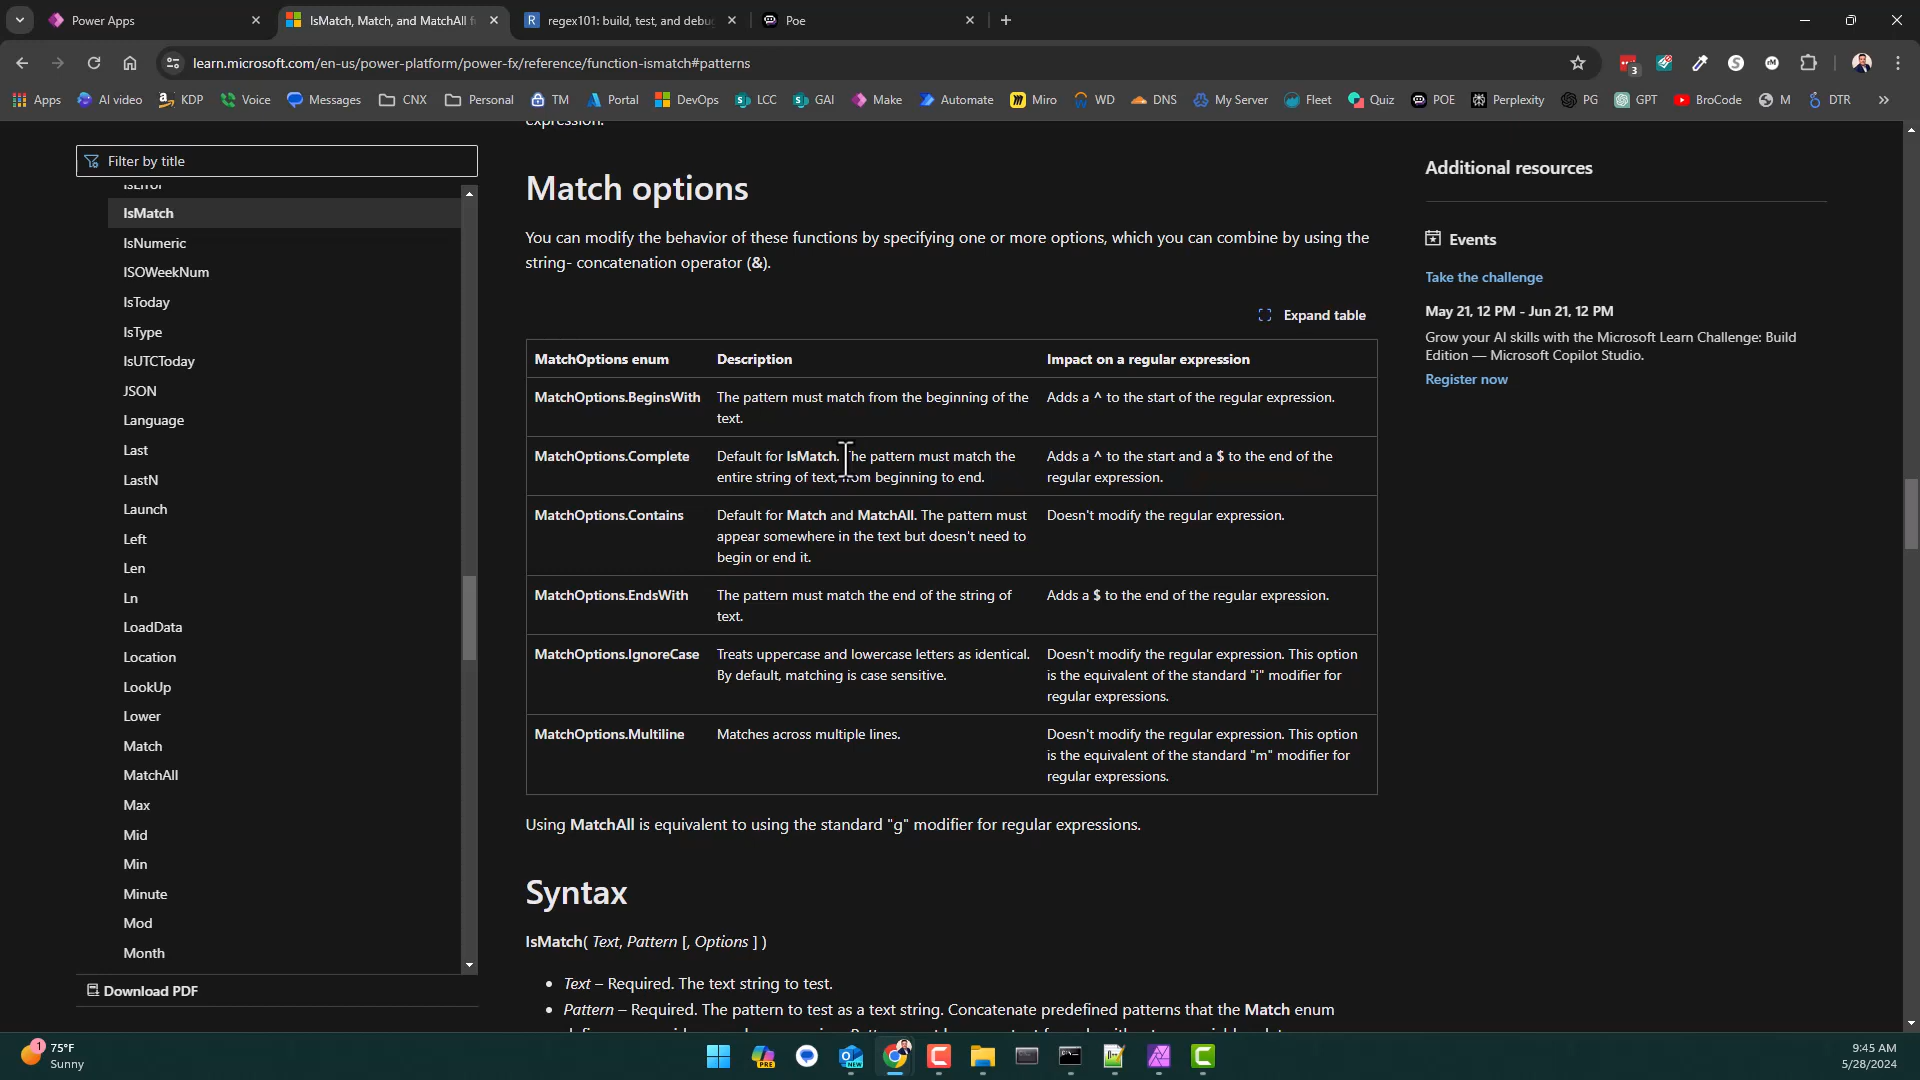 Power Apps
IsMatch, Match, and MatchAll f
regex101: build, test, and debu
Poe
learn.microsoft.com/en-us/power-platform/power-fx/reference/function-ismatch#patterns
3
Apps
AI video
KDP
Voice
Messages
CNX
Personal
TM
Portal
DevOps
LCC
GAI
Make
Automate
Miro
WD
DNS
My Server
Fleet
Quiz
POE
Perplexity
PG
GPT
BroCode
M
DTR
Filter by title
IsError
IsMatch
IsNumeric
ISOWeekNum
IsToday
IsType
IsUTCToday
JSON
Language
Last
LastN
Launch
Left
Len
Ln
LoadData
Location
LookUp
Lower
Match
MatchAll
Max
Mid
Min
Minute
Mod
Month
Download PDF
expression.
Match options
You can modify the behavior of these functions by specifying one or more options, which you can combine by using the
string- concatenation operator (&).
Expand table
MatchOptions enum Description Impact on a regular expression
MatchOptions.BeginsWith The pattern must match from the beginning of the Adds a ^ to the start of the regular expression.
text.
MatchOptions.Complete Default for IsMatch. The pattern must match the Adds a ^ to the start and a $ to the end of the
entire string of text, from beginning to end. regular expression.
MatchOptions.Contains Default for Match and MatchAll. The pattern must Doesn't modify the regular expression.
appear somewhere in the text but doesn't need to
begin or end it.
MatchOptions.EndsWith The pattern must match the end of the string of Adds a $ to the end of the regular expression.
text.
MatchOptions.IgnoreCase Treats uppercase and lowercase letters as identical. Doesn't modify the regular expression. This option
By default, matching is case sensitive. is the equivalent of the standard "i" modifier for
regular expressions.
MatchOptions.Multiline Matches across multiple lines. Doesn't modify the regular expression. This option
is the equivalent of the standard "m" modifier for
regular expressions.
Using MatchAll is equivalent to using the standard "g" modifier for regular expressions.
Syntax
IsMatch( Text, Pattern [, Options ] )
• Text – Required. The text string to test.
• Pattern – Required. The pattern to test as a text string. Concatenate predefined patterns that the Match enum
Additional resources
Events
Take the challenge
May 21, 12 PM - Jun 21, 12 PM
Grow your AI skills with the Microsoft Learn Challenge: Build
Edition — Microsoft Copilot Studio.
Register now
1
75°F
Sunny
PRE
NEW
9:45 AM
5/28/2024